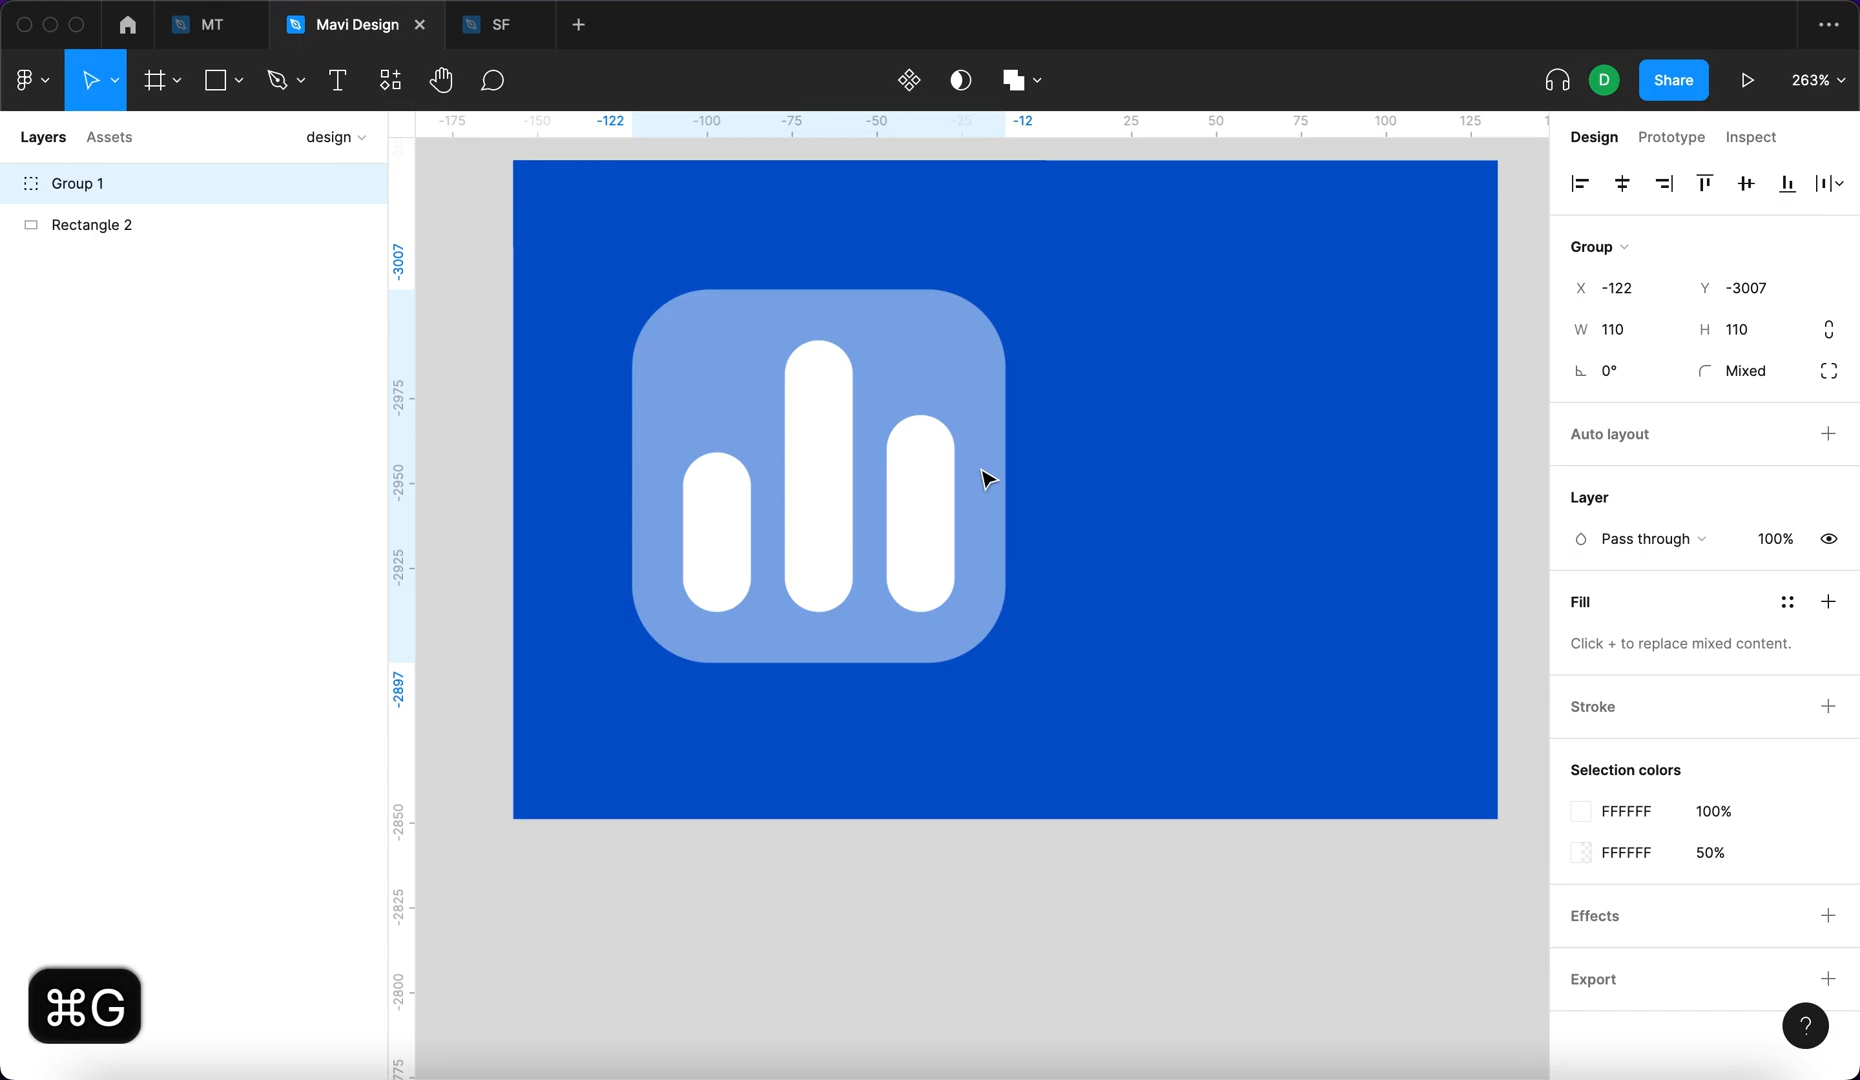 MT
Mavi Design
SF
D
Share
263%
Layers
Assets
design
-175
-150
-122
-100
-75
-50
-25
-12
25
50
75
100
125
Design
Prototype
Inspect
Group 1
Rectangle 2
-3007
-2975
-2950
-2925
-2897
-2850
-2825
-2800
Group
X -122
Y -3007
W 110
H 110
0°
Mixed
Auto layout
Layer
Pass through
100%
Fill
Click + to replace mixed content.
Stroke
Selection colors
FFFFFF 100%
FFFFFF 50%
Effects
Export
⌘G
?